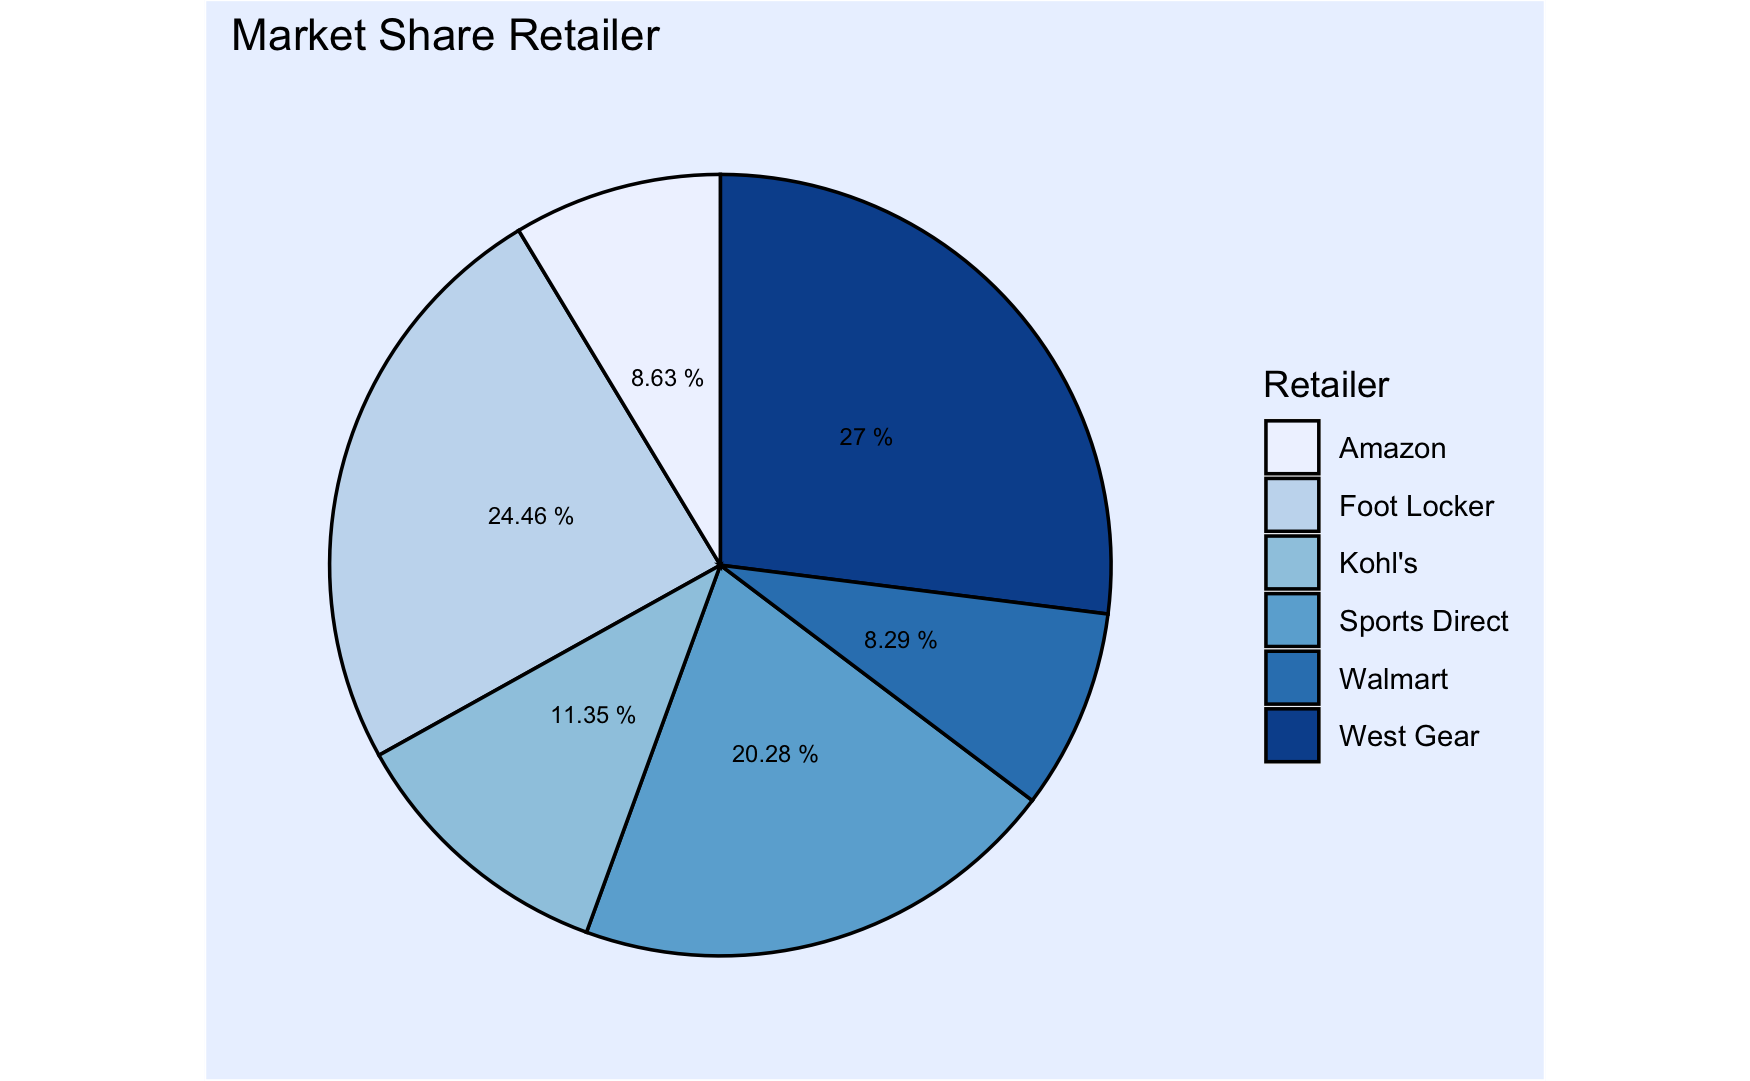 Market Share Retailer
8.63 %
27 %
24.46 %
8.29 %
11.35 %
20.28 %
Retailer
Amazon
Foot Locker
Kohl's
Sports Direct
Walmart
West Gear